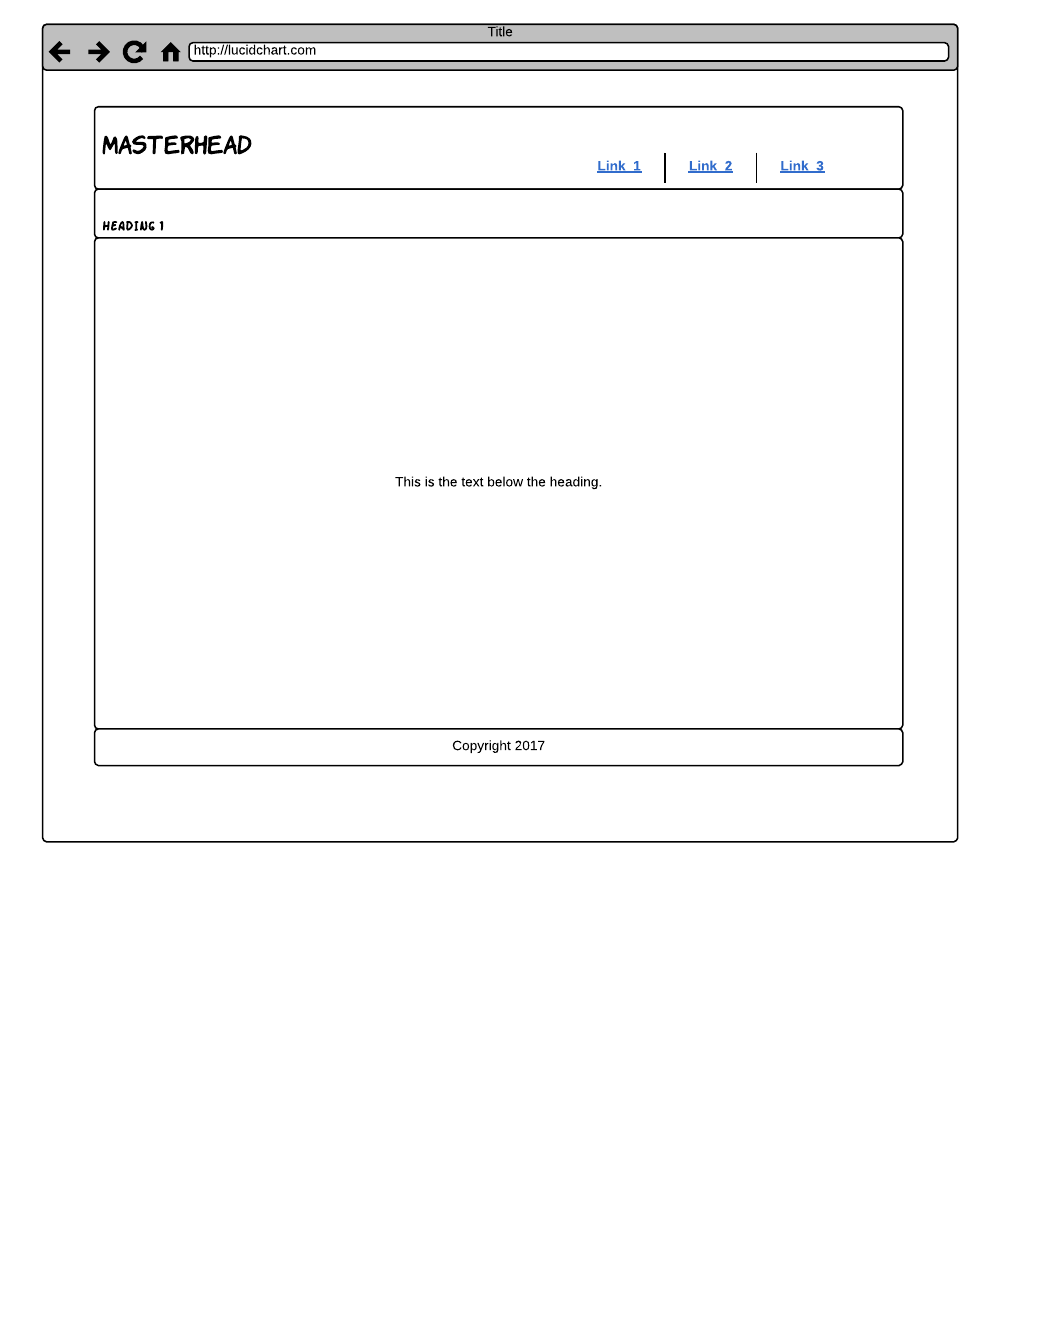 Title
http://lucidchart.com
MASTERHEAD
Link 1 Link 2 Link 3
HEADING 1
This is the text below the heading.
Copyright 2017